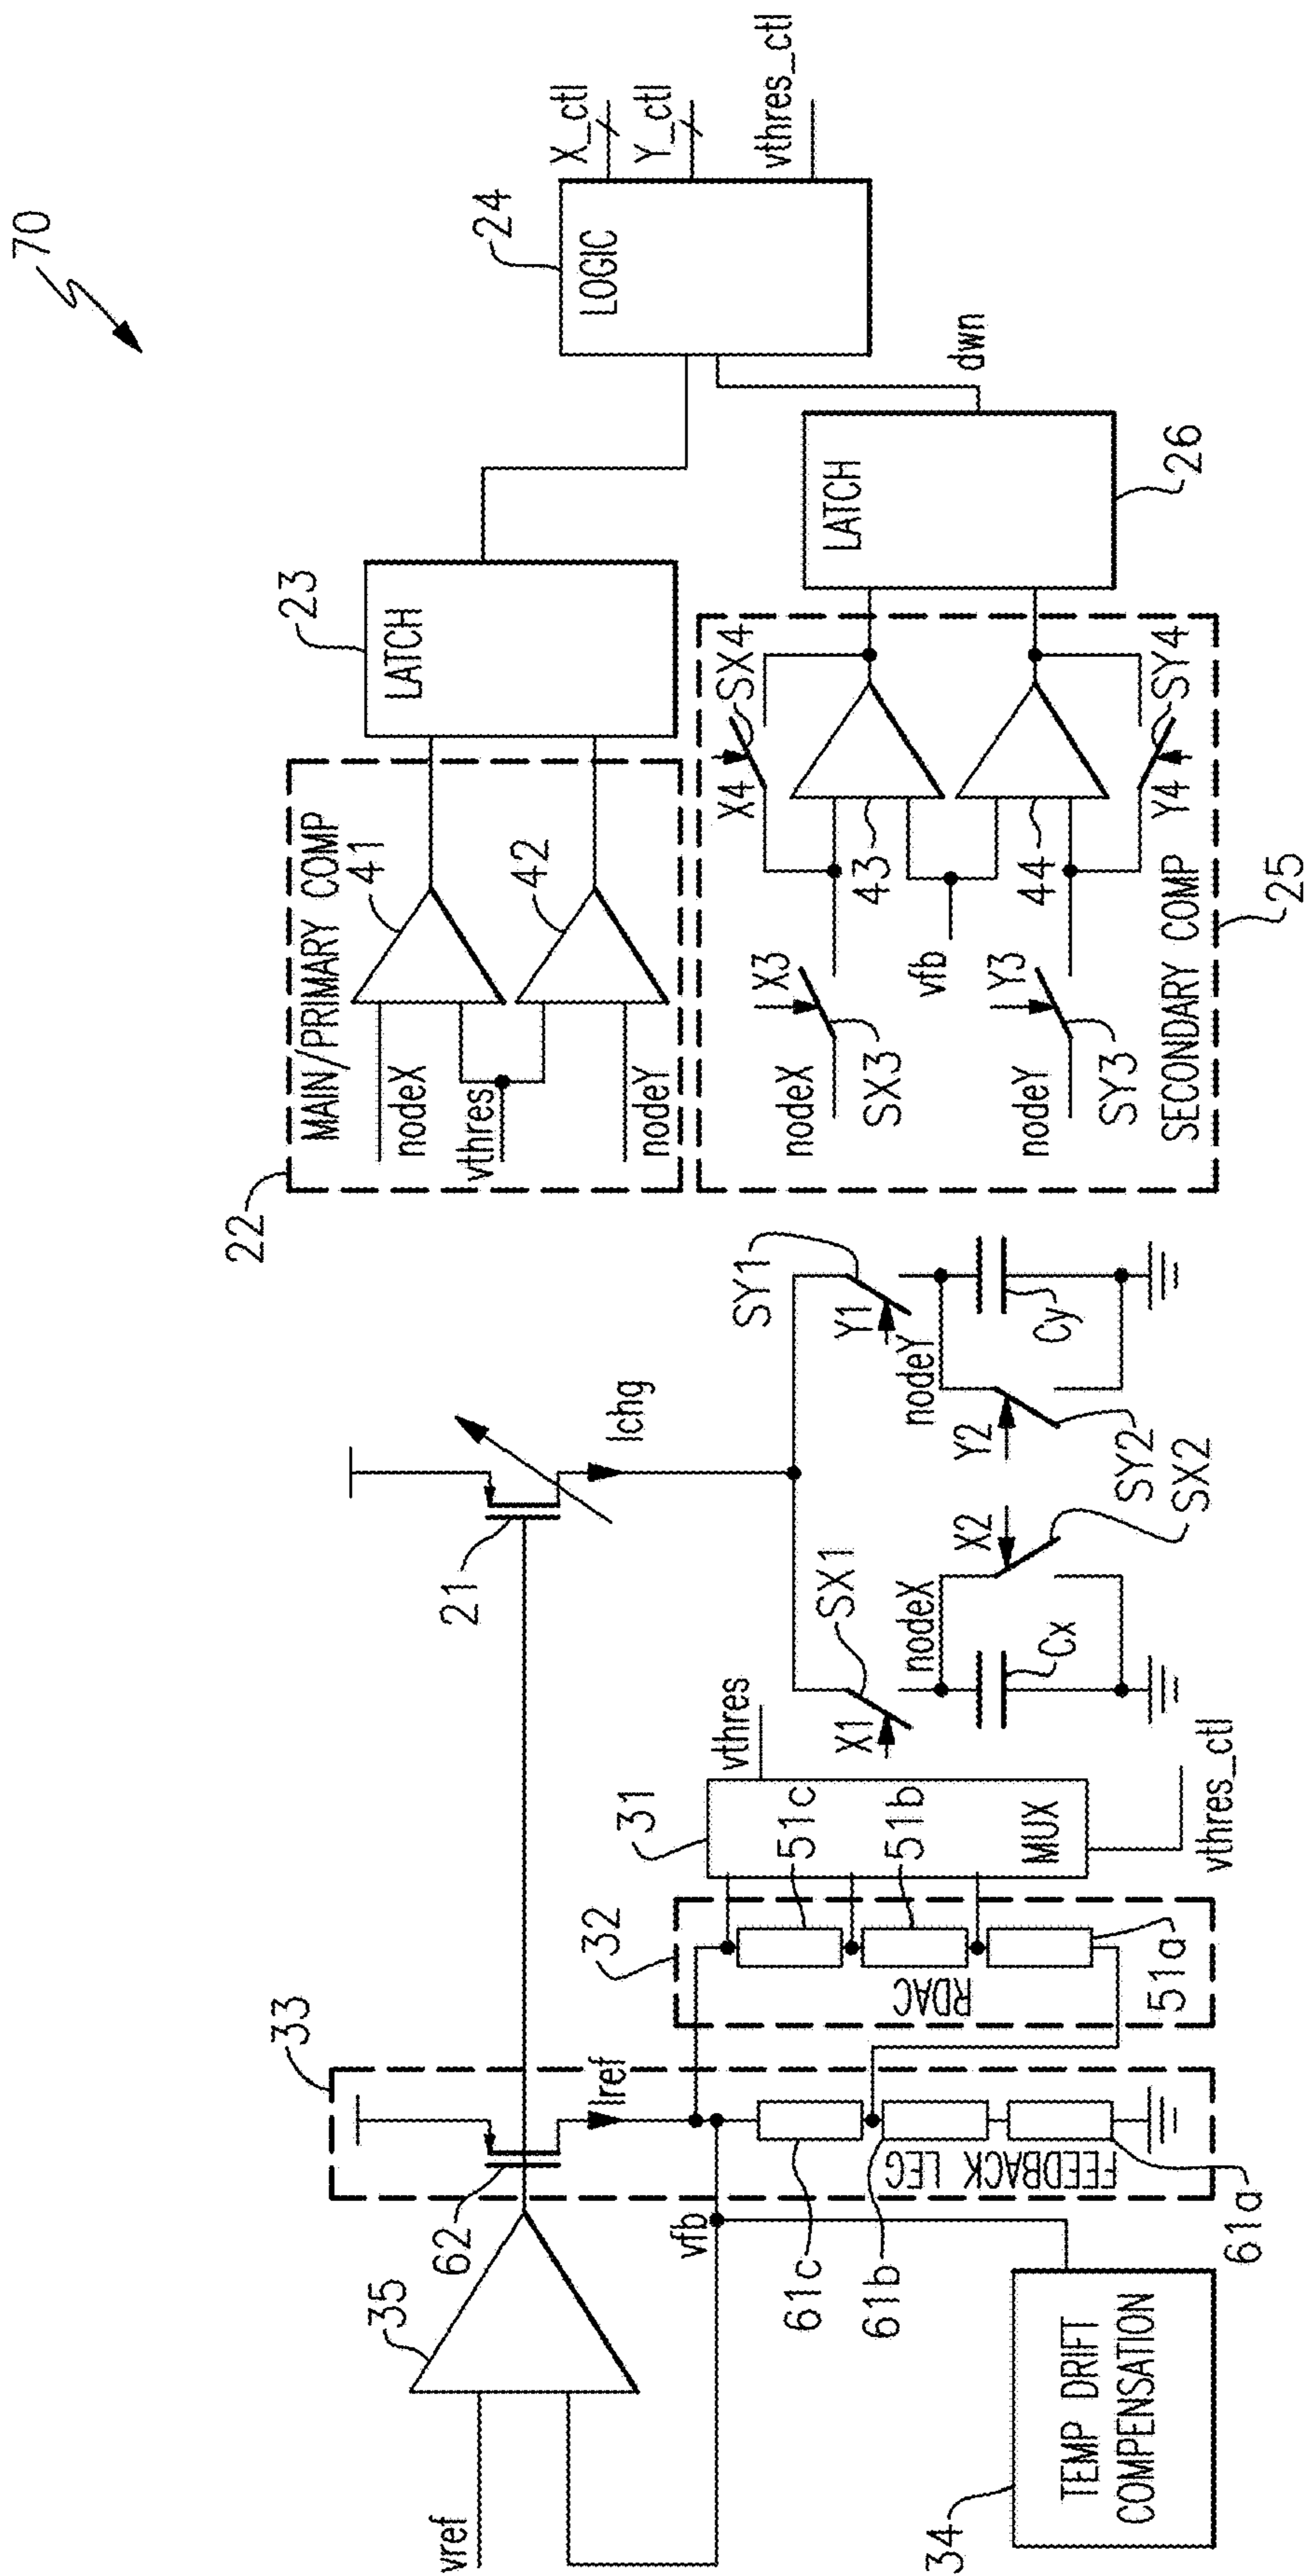 70
vref
35
62
33
Iref
vfb
61c
61b
61a
FEEDBACK LEG
34
TEMP DRIFT
COMPENSATION
32
RDAC
51c
51b
51a
31
MUX
vthres
vthres_ctl
21
Ichg
SX1
X1
nodeX
Cx
X2
SX2
SY1
Y1
nodeY
Cy
Y2
SY2
22
MAIN/PRIMARY COMP
41
42
nodeX
vthres
nodeY
23
LATCH
SECONDARY COMP
25
nodeX
X3
SX3
vfb
nodeY
Y3
SY3
X4
SX4
43
44
Y4
SY4
LATCH
26
dwn
24
LOGIC
X_ctl
Y_ctl
vthres_ctl